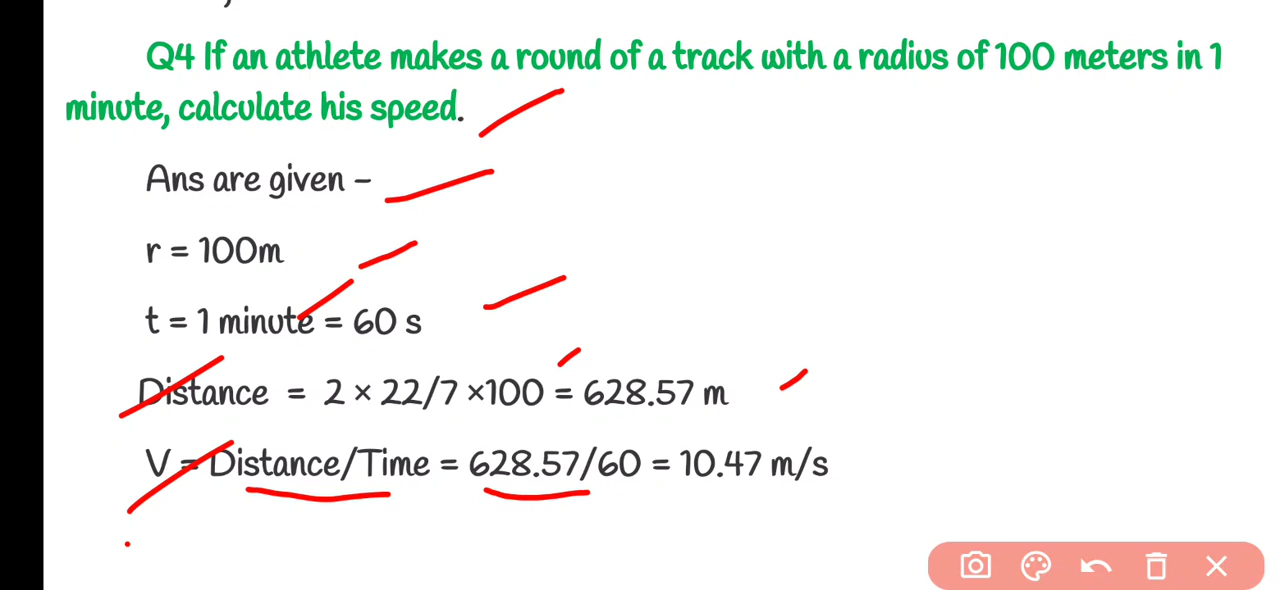 Q4 If an athlete makes a round of a track with a radius of 100 meters in 1
minute, calculate his speed.
Ans are given -
r = 100m
t = 1 minute = 60 s
Distance = 2 × 22/7 ×100 = 628.57 m
V = Distance/Time = 628.57/60 = 10.47 m/s